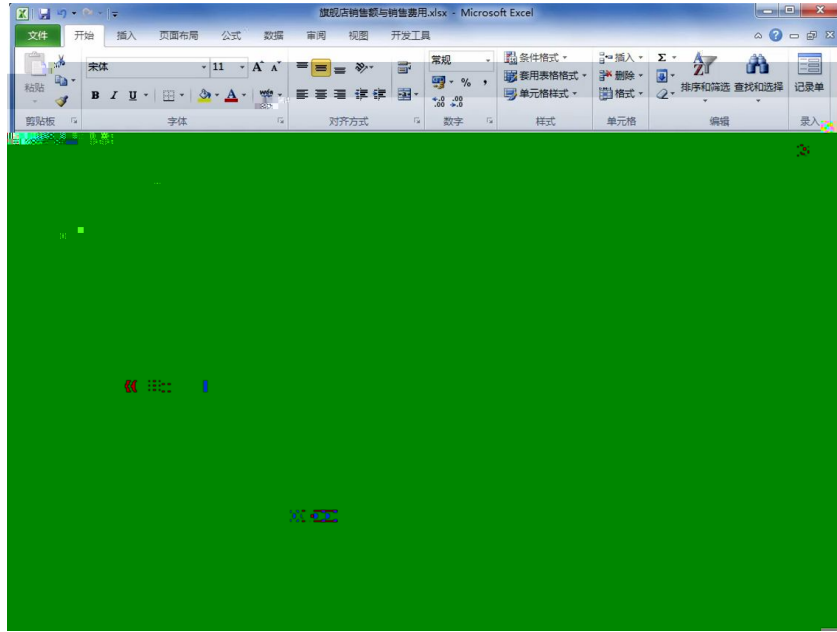 旗舰店销售额与销售费用.xlsx - Microsoft Excel
文件 开始 插入 页面布局 公式 数据 审阅 视图 开发工具
宋体 11 A A 常规 条件格式 插入 Σ
粘贴 % , 套用表格格式 删除 排序和筛选 查找和选择 记录单
B I U A 单元格样式 格式
剪贴板 字体 对齐方式 数字 样式 单元格 编辑 录入